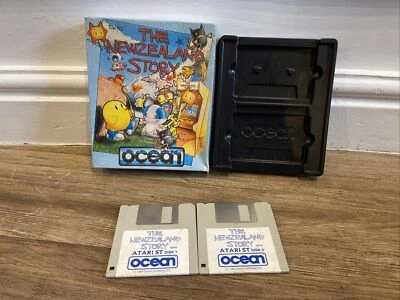 THE
NEWZEALAND
STORY
ocean
ocean
THE
NEWZEALAND
STORY
ATARI ST DISK 1
ocean
THE
NEWZEALAND
STORY
ATARI ST DISK 2
ocean